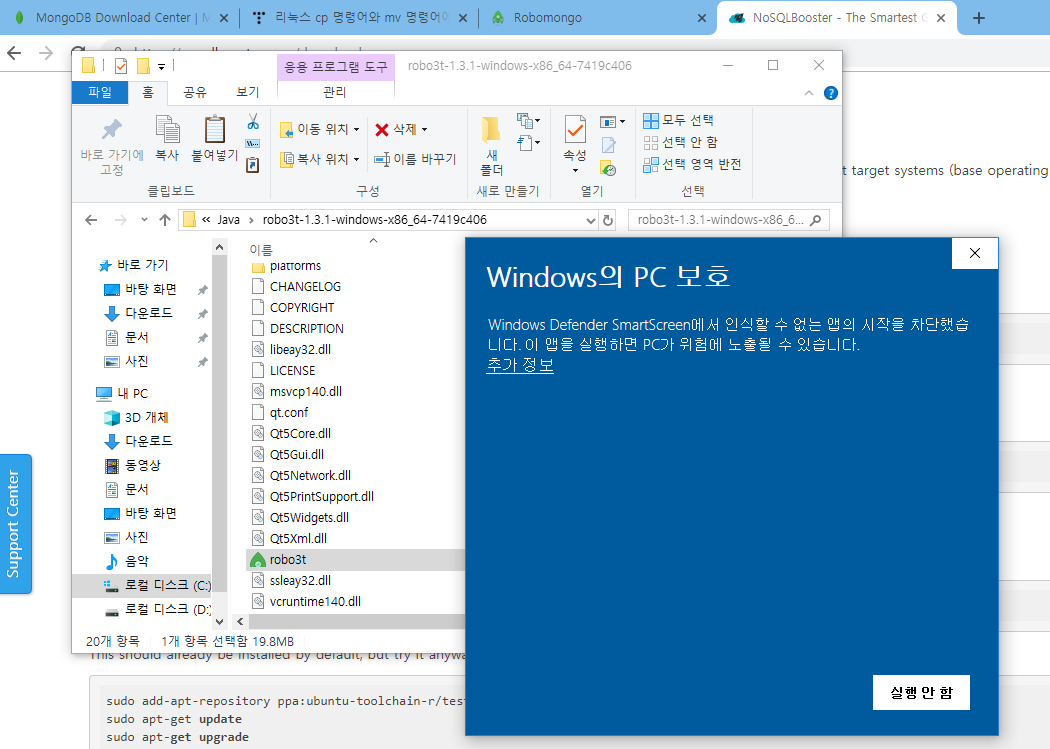 MongoDB Download Center | M
리눅스 cp 명령어와 mv 명령어에
Robomongo
NoSQLBooster - The Smartest G
응용 프로그램 도구
robo3t-1.3.1-windows-x86_64-7419c406
파일
홈
공유
보기
관리
바로 가기에
고정
복사
붙여넣기
이동 위치
복사 위치
삭제
이름 바꾸기
새
폴더
속성
모두 선택
선택 안 함
선택 영역 반전
클립보드
구성
새로 만들기
열기
선택
t target systems (base operating
« Java > robo3t-1.3.1-windows-x86_64-7419c406
robo3t-1.3.1-windows-x86_6...
바로 가기
바탕 화면
다운로드
문서
사진
내 PC
3D 개체
다운로드
동영상
문서
바탕 화면
사진
음악
로컬 디스크 (C:)
로컬 디스크 (D:)
이름
platforms
CHANGELOG
COPYRIGHT
DESCRIPTION
libeay32.dll
LICENSE
msvcp140.dll
qt.conf
Qt5Core.dll
Qt5Gui.dll
Qt5Network.dll
Qt5PrintSupport.dll
Qt5Widgets.dll
Qt5Xml.dll
robo3t
ssleay32.dll
vcruntime140.dll
20개 항목
1개 항목 선택함 19.8MB
Windows의 PC 보호
Windows Defender SmartScreen에서 인식할 수 없는 앱의 시작을 차단했습
니다. 이 앱을 실행하면 PC가 위험에 노출될 수 있습니다.
추가 정보
실행 안 함
Support Center
This should already be installed by default, but try it anywa
sudo add-apt-repository ppa:ubuntu-toolchain-r/tes
sudo apt-get update
sudo apt-get upgrade